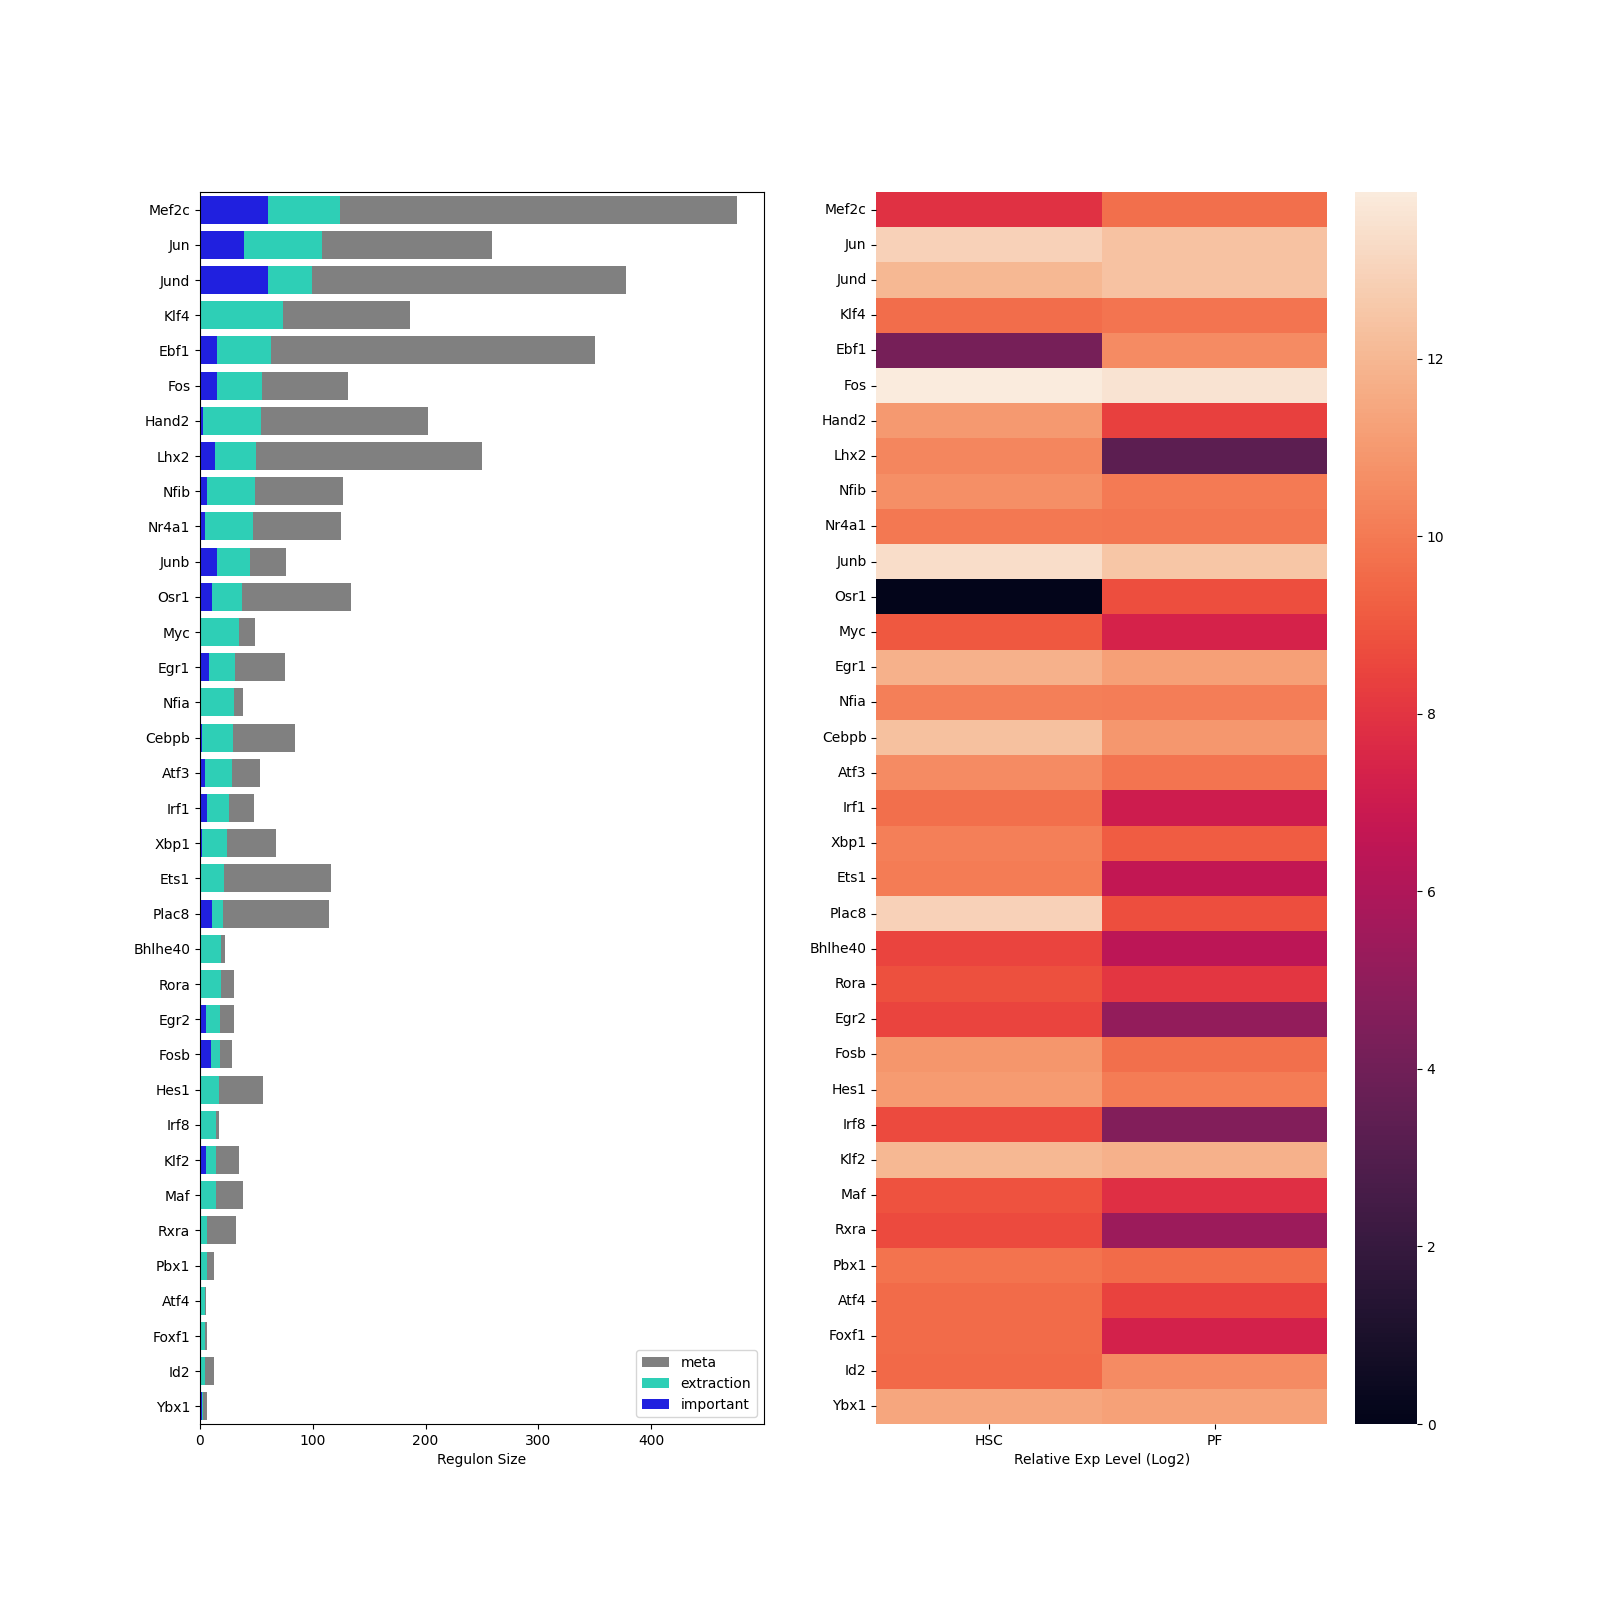 Mef2c
Jun
Jund
Klf4
Ebf1
Fos
Hand2
Lhx2
Nfib
Nr4a1
Junb
Osr1
Myc
Egr1
Nfia
Cebpb
Atf3
Irf1
Xbp1
Ets1
Plac8
Bhlhe40
Rora
Egr2
Fosb
Hes1
Irf8
Klf2
Maf
Rxra
Pbx1
Atf4
Foxf1
Id2
Ybx1
0 100 200 300 400
Regulon Size
meta
extraction
important
Mef2c
Jun
Jund
Klf4
Ebf1
Fos
Hand2
Lhx2
Nfib
Nr4a1
Junb
Osr1
Myc
Egr1
Nfia
Cebpb
Atf3
Irf1
Xbp1
Ets1
Plac8
Bhlhe40
Rora
Egr2
Fosb
Hes1
Irf8
Klf2
Maf
Rxra
Pbx1
Atf4
Foxf1
Id2
Ybx1
HSC PF
Relative Exp Level (Log2)
12
10
8
6
4
2
0